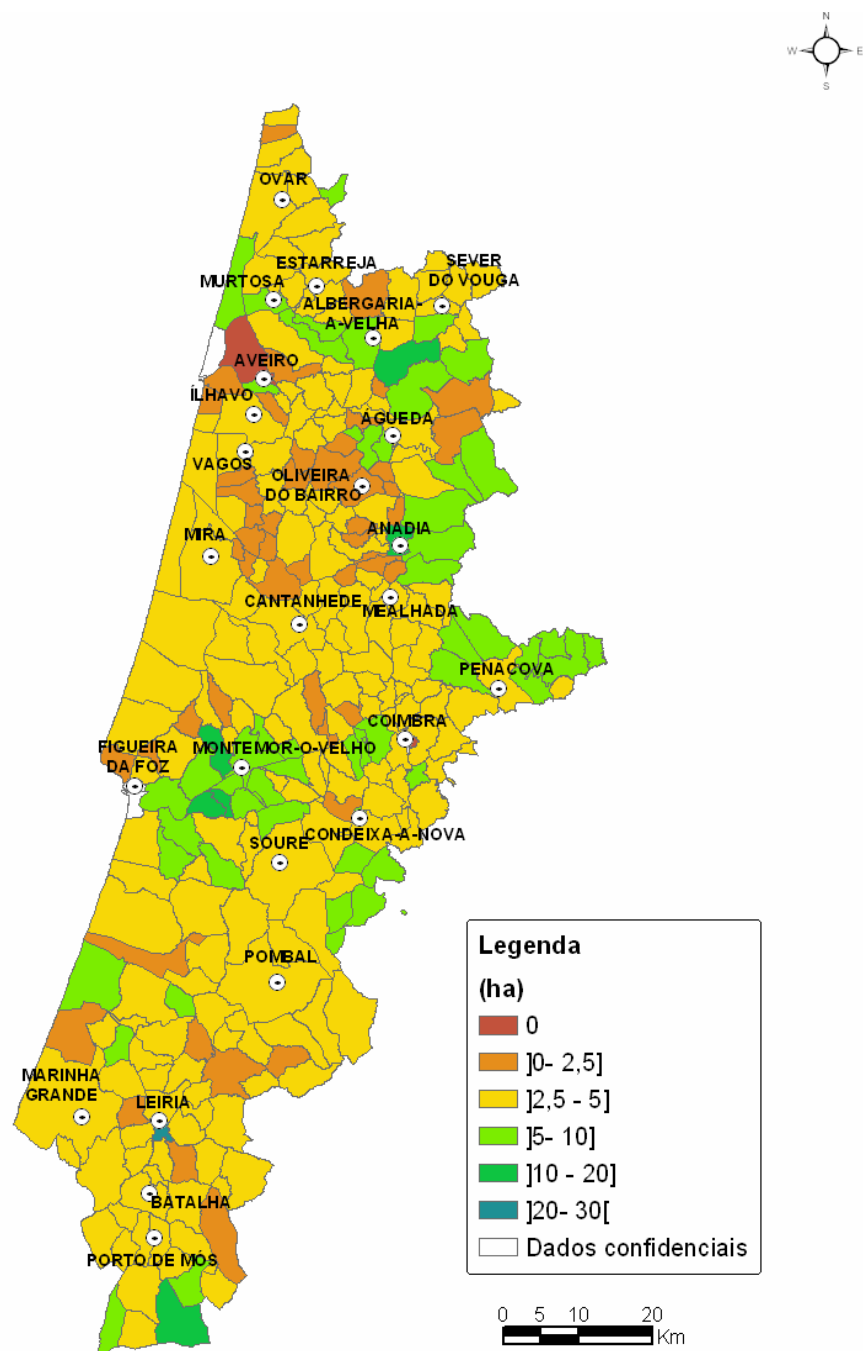 N
W E
S
OVAR
ESTARREJA
SEVER
DO VOUGA
MURTOSA
ALBERGARIA-
A-VELHA
AVEIRO
ÍLHAVO
AGUEDA
VAGOS
OLIVEIRA
DO BAIRRO
ANADIA
MIRA
CANTANHEDE
MEALHADA
PENACOVA
COIMBRA
FIGUEIRA
DA FOZ
MONTEMOR-O-VELHO
CONDEIXA-A-NOVA
SOURE
POMBAL
MARINHA
GRANDE
LEIRIA
BATALHA
PORTO DE MÓS
Legenda
(ha)
0
]0- 2,5]
]2,5 - 5]
]5- 10]
]10 - 20]
]20- 30[
Dados confidenciais
0 5 10 20
Km